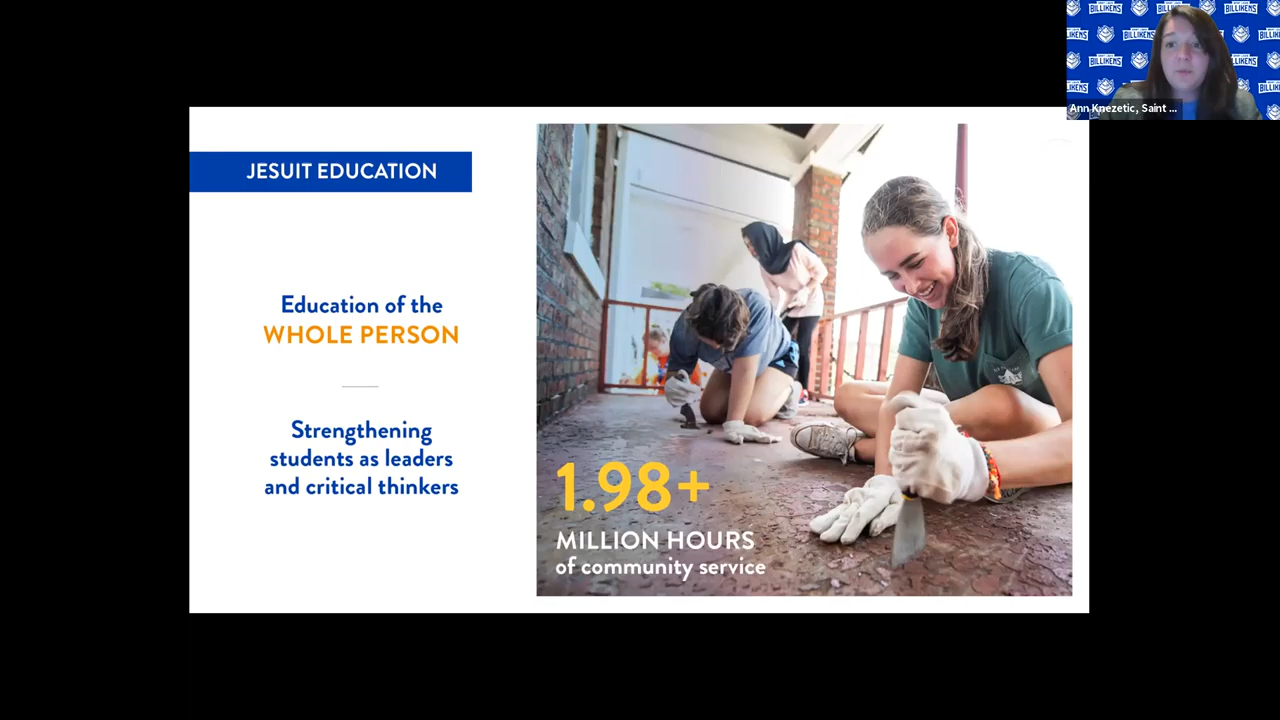 JESUIT EDUCATION
Education of the
WHOLE PERSON
Strengthening
students as leaders
and critical thinkers
1.98+
MILLION HOURS
of community service
BILLIKENS
Ann Knezetic, Saint ...